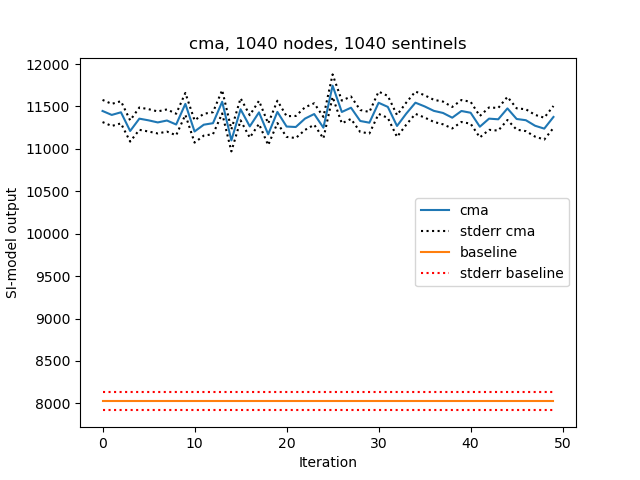 cma, 1040 nodes, 1040 sentinels
SI-model output
12000
11500
11000
10500
10000
9500
9000
8500
8000
cma
stderr cma
baseline
stderr baseline
0
10
20
30
40
50
Iteration